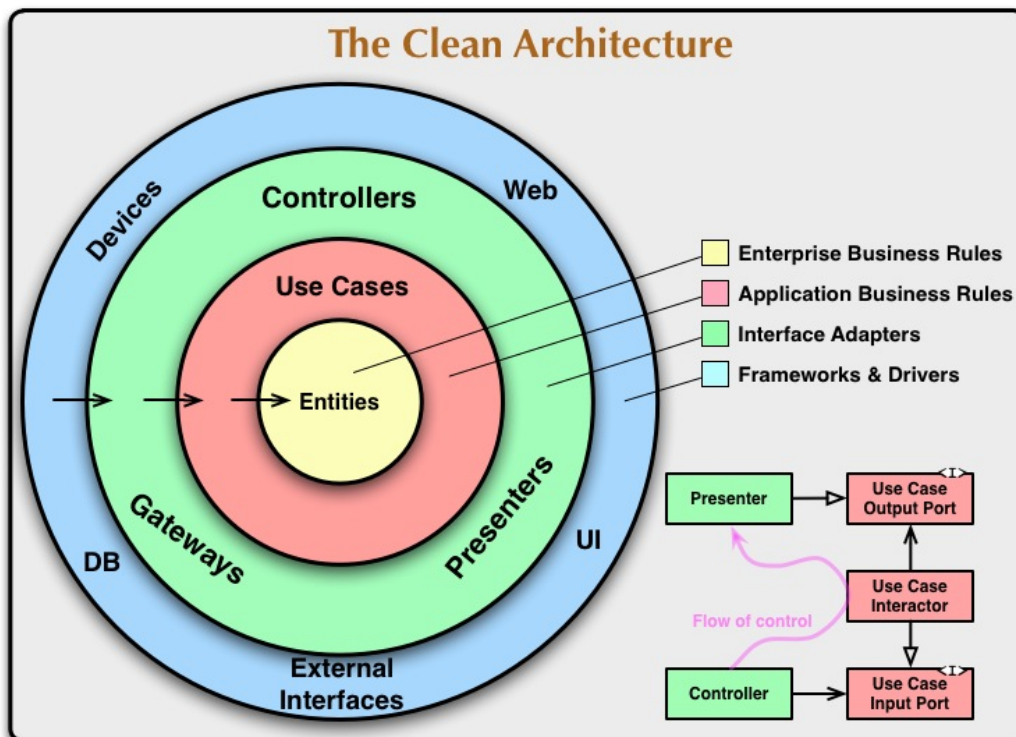 The Clean Architecture
Devices
Controllers
Web
Use Cases
Entities
Gateways
Presenters
DB
UI
External
Interfaces
Enterprise Business Rules
Application Business Rules
Interface Adapters
Frameworks & Drivers
Presenter
<I>
Use Case
Output Port
Use Case
Interactor
Flow of control
Controller
<I>
Use Case
Input Port